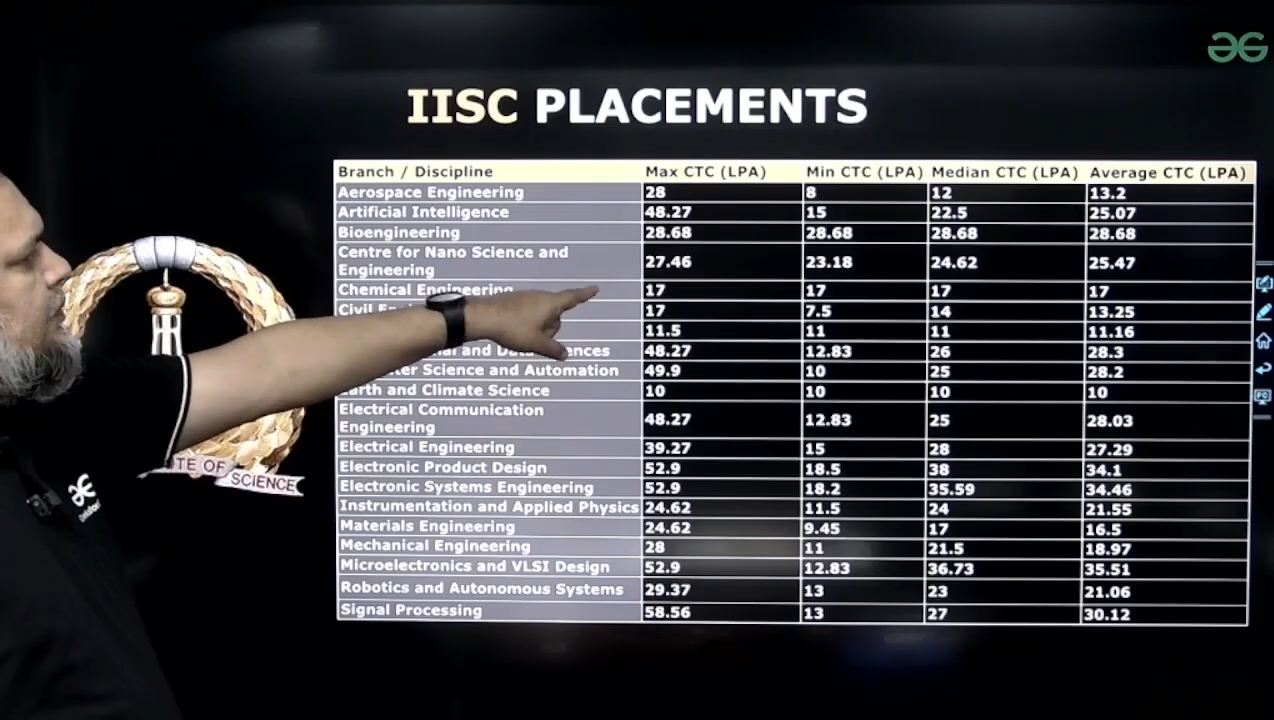 IISC PLACEMENTS
Branch / Discipline Max CTC (LPA) Min CTC (LPA) Median CTC (LPA) Average CTC (LPA)
Aerospace Engineering 28 8 12 13.2
Artificial Intelligence 48.27 15 22.5 25.07
Bioengineering 28.68 28.68 28.68 28.68
Centre for Nano Science and
Engineering 27.46 23.18 24.62 25.47
Chemical Engineering 17 17 17 17
Civil 17 7.5 14 13.25
11.5 11 11 11.16
and 48.27 12.83 26 28.3
Science and Automation 49.9 10 25 28.2
Earth and Climate Science 10 10 10 10
Electrical Communication
Engineering 48.27 12.83 25 28.03
Electrical Engineering 39.27 15 28 27.29
Electronic Product Design 52.9 18.5 38 34.1
Electronic Systems Engineering 52.9 18.2 35.59 34.46
Instrumentation and Applied Physics 24.62 11.5 24 21.55
Materials Engineering 24.62 9.45 17 16.5
Mechanical Engineering 28 11 21.5 18.97
Microelectronics and VLSI Design 52.9 12.83 36.73 35.51
Robotics and Autonomous Systems 29.37 13 23 21.06
Signal Processing 58.56 13 27 30.12
TE OF
SCIENCE